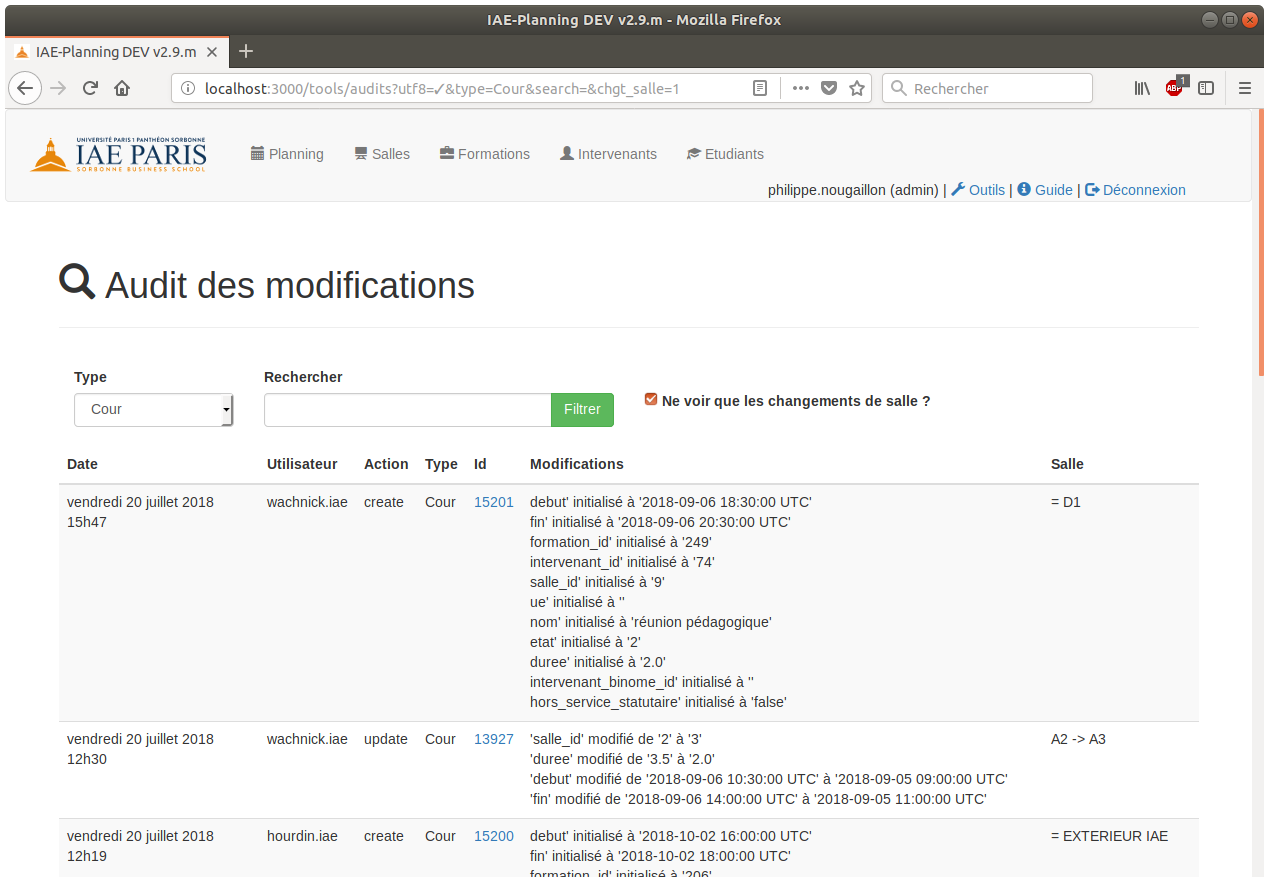 IAE-Planning DEV v2.9.m - Mozilla Firefox
IAE-Planning DEV v2.9.m
localhost:3000/tools/audits?utf8=✓&type=Cour&search=&chgt_salle=1
Rechercher
ABP
1
UNIVERSITÉ PARIS 1 PANTHÉON SORBONNE
IAE PARIS
SORBONNE BUSINESS SCHOOL
Planning Salles Formations Intervenants Etudiants
philippe.nougaillon (admin) | Outils | Guide | Déconnexion
Audit des modifications
Type Rechercher
Cour Filtrer Ne voir que les changements de salle ?
Date Utilisateur Action Type Id Modifications Salle
vendredi 20 juillet 2018 wachnick.iae create Cour 15201 debut' initialisé à '2018-09-06 18:30:00 UTC' = D1
15h47 fin' initialisé à '2018-09-06 20:30:00 UTC'
formation_id' initialisé à '249'
intervenant_id' initialisé à '74'
salle_id' initialisé à '9'
ue' initialisé à ''
nom' initialisé à 'réunion pédagogique'
etat' initialisé à '2'
duree' initialisé à '2.0'
intervenant_binome_id' initialisé à ''
hors_service_statutaire' initialisé à 'false'
vendredi 20 juillet 2018 wachnick.iae update Cour 13927 'salle_id' modifié de '2' à '3' A2 -> A3
12h30 'duree' modifié de '3.5' à '2.0'
'debut' modifié de '2018-09-06 10:30:00 UTC' à '2018-09-05 09:00:00 UTC'
'fin' modifié de '2018-09-06 14:00:00 UTC' à '2018-09-05 11:00:00 UTC'
vendredi 20 juillet 2018 hourdin.iae create Cour 15200 debut' initialisé à '2018-10-02 16:00:00 UTC' = EXTERIEUR IAE
12h19 fin' initialisé à '2018-10-02 18:00:00 UTC'
formation_id' initialisé à '206'